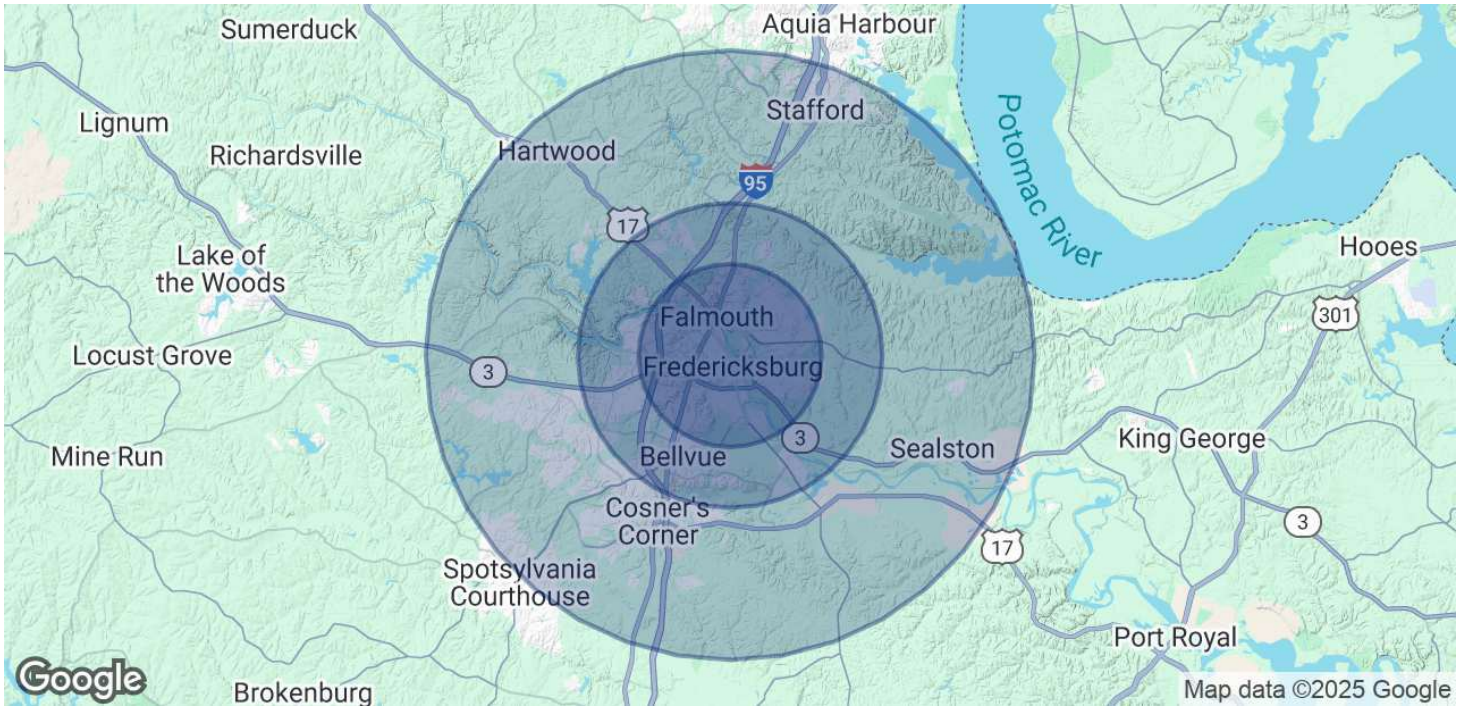 Sumerduck
Aquia Harbour
Stafford
Lignum
Richardsville
Hartwood
95
17
Potomac River
Lake of
the Woods
Hooes
301
Falmouth
Locust Grove
3
Fredericksburg
3
Mine Run
Bellvue
Sealston
King George
Cosner's
Corner
3
17
Spotsylvania
Courthouse
Port Royal
Google
Brokenburg
Map data ©2025 Google